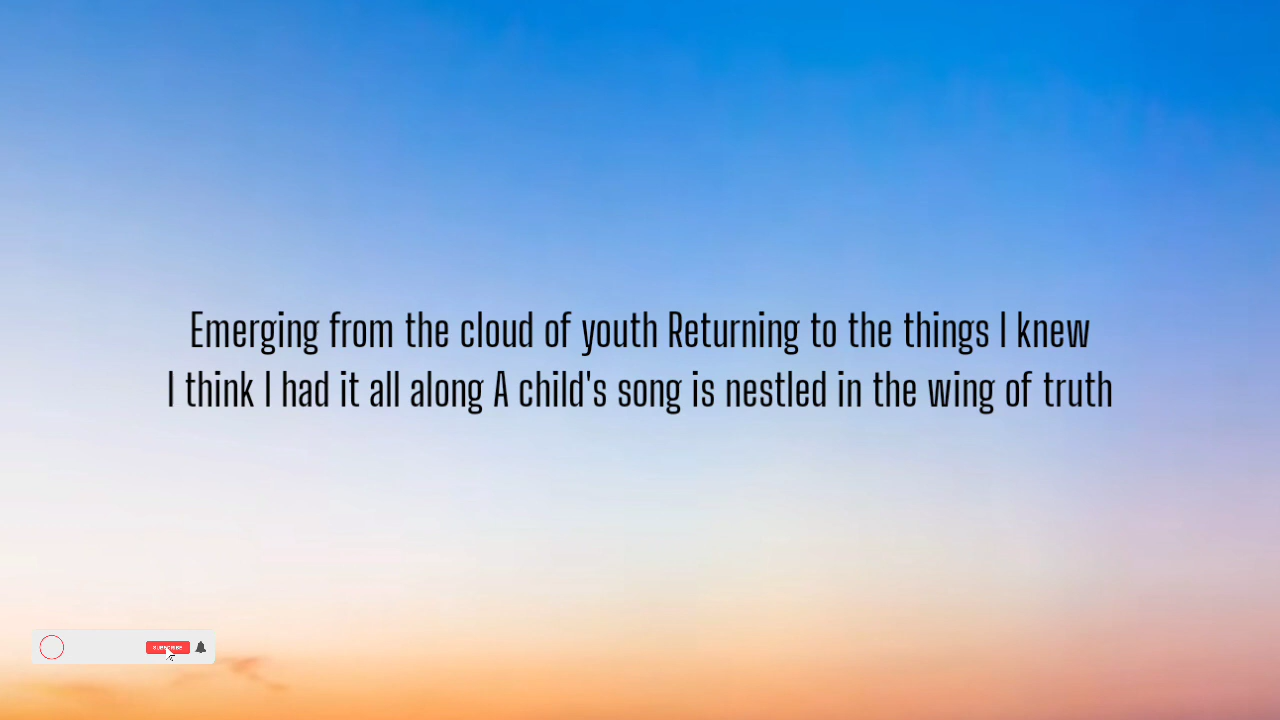 Emerging from the cloud of youth Returning to the things I knew
I think I had it all along A child's song is nestled in the wing of truth
SUBSCRIBE